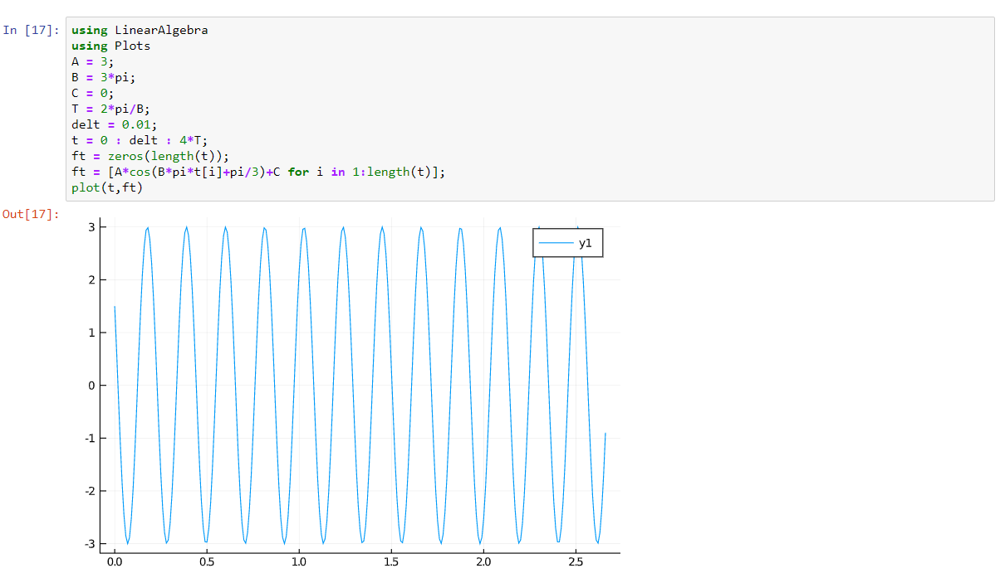 In [17]:
using LinearAlgebra
using Plots
A = 3;
B = 3*pi;
C = 0;
T = 2*pi/B;
delt = 0.01;
t = 0 : delt : 4*T;
ft = zeros(length(t));
ft = [A*cos(B*pi*t[i]+pi/3)+C for i in 1:length(t)];
plot(t,ft)
Out[17]:
y1
3
2
1
0
-1
-2
-3
0.0 0.5 1.0 1.5 2.0 2.5